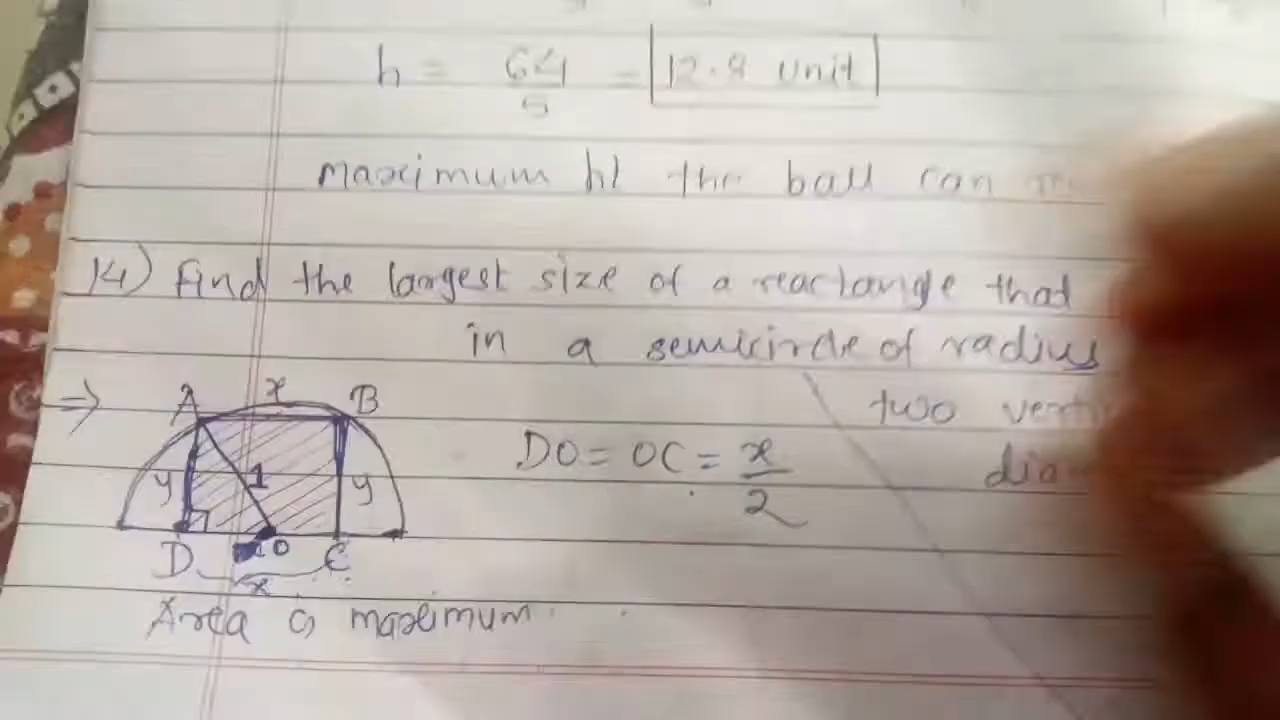 h = 64/5 = 12.8 unit
maximum ht the ball can
14) Find the largest size of a reactangle that
in a semicircle of radius
two
⇒ A x B
DO = OC = x/2
y 1 y
D O C
x
Area is maximum.